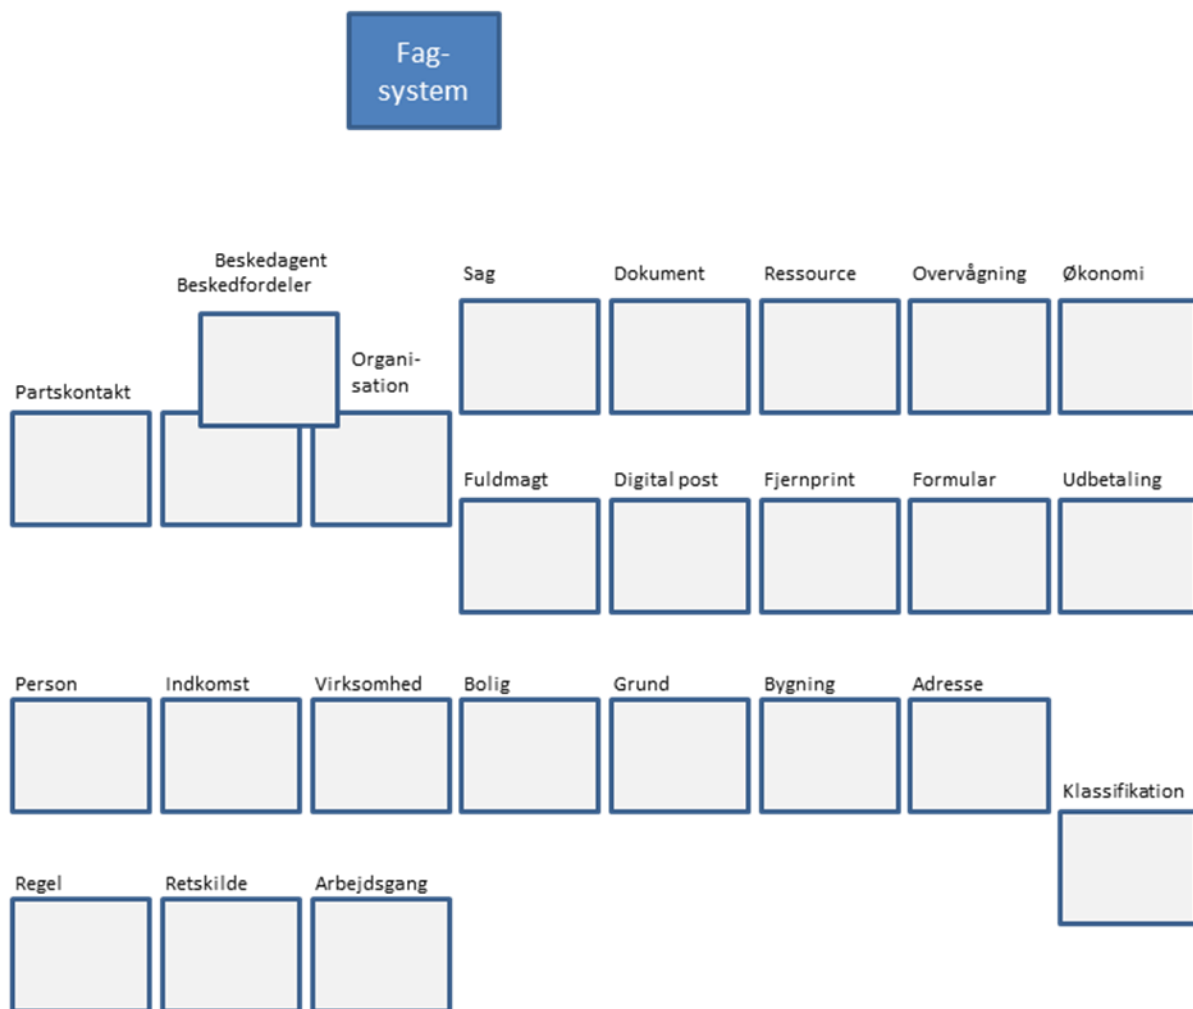 Fag-
system
Beskedagent
Beskedfordeler
Sag
Dokument
Ressource
Overvågning
Økonomi
Organi-
sation
Partskontakt
Fuldmagt
Digital post
Fjernprint
Formular
Udbetaling
Person
Indkomst
Virksomhed
Bolig
Grund
Bygning
Adresse
Klassifikation
Regel
Retskilde
Arbejdsgang